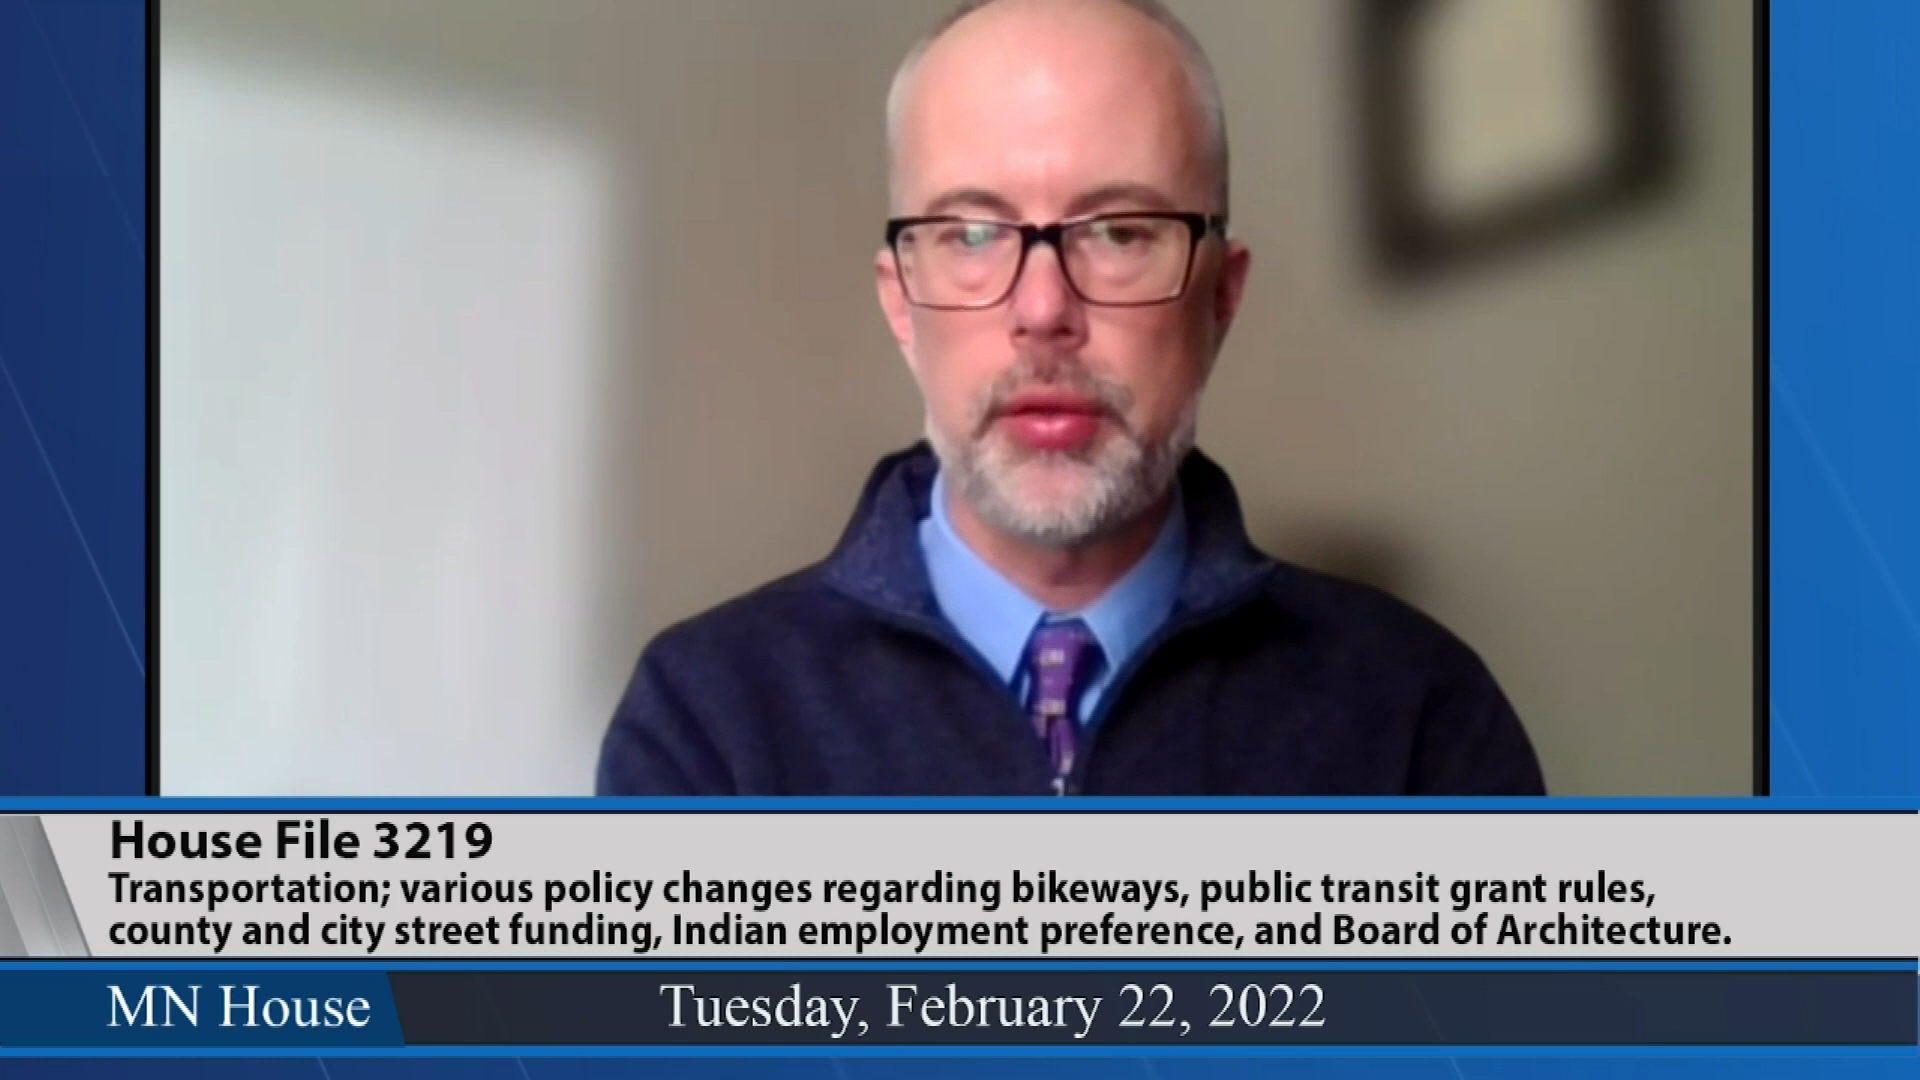 House File 3219
Transportation; various policy changes regarding bikeways, public transit grant rules,
county and city street funding, Indian employment preference, and Board of Architecture.
MN House
Tuesday, February 22, 2022